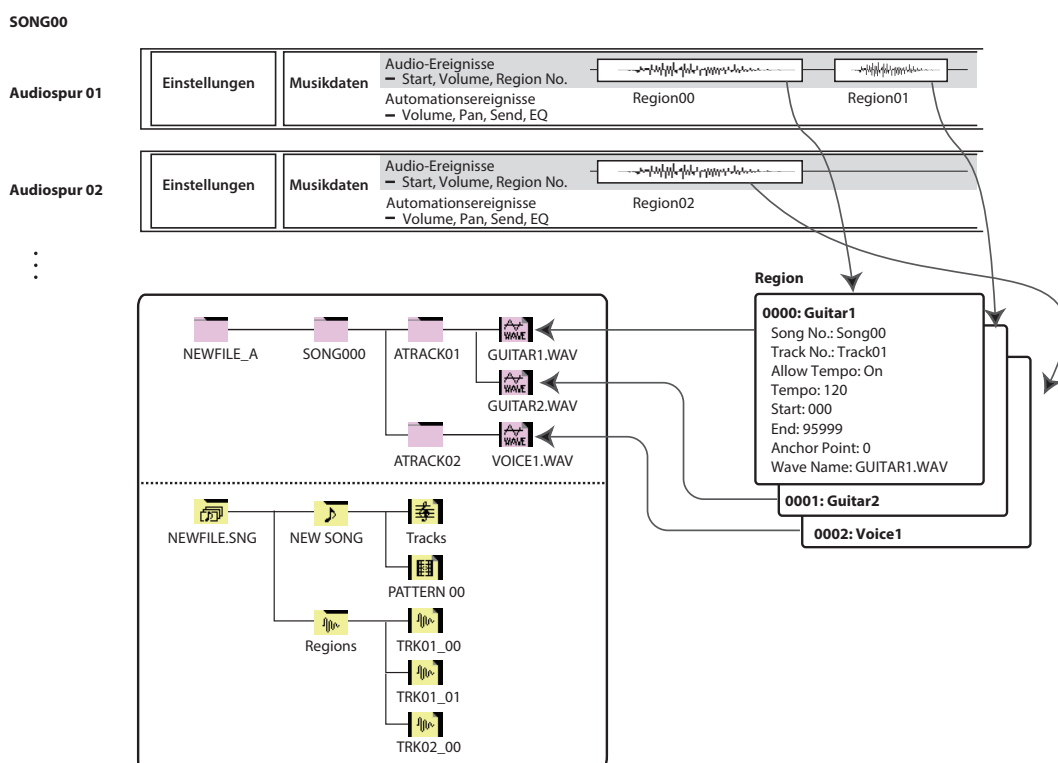 SONG00
Audiospur 01
Einstellungen
Musikdaten
Audio-Ereignisse
– Start, Volume, Region No.
Automationsereignisse
– Volume, Pan, Send, EQ
Region00
Region01
Audiospur 02
Einstellungen
Musikdaten
Audio-Ereignisse
– Start, Volume, Region No.
Automationsereignisse
– Volume, Pan, Send, EQ
Region02
Region
0000: Guitar1
Song No.: Song00
Track No.: Track01
Allow Tempo: On
Tempo: 120
Start: 000
End: 95999
Anchor Point: 0
Wave Name: GUITAR1.WAV
0001: Guitar2
0002: Voice1
WAVE
NEWFILE_A
SONG000
ATRACK01
GUITAR1.WAV
WAVE
GUITAR2.WAV
WAVE
ATRACK02
VOICE1.WAV
NEWFILE.SNG
NEW SONG
Tracks
PATTERN 00
Regions
TRK01_00
TRK01_01
TRK02_00